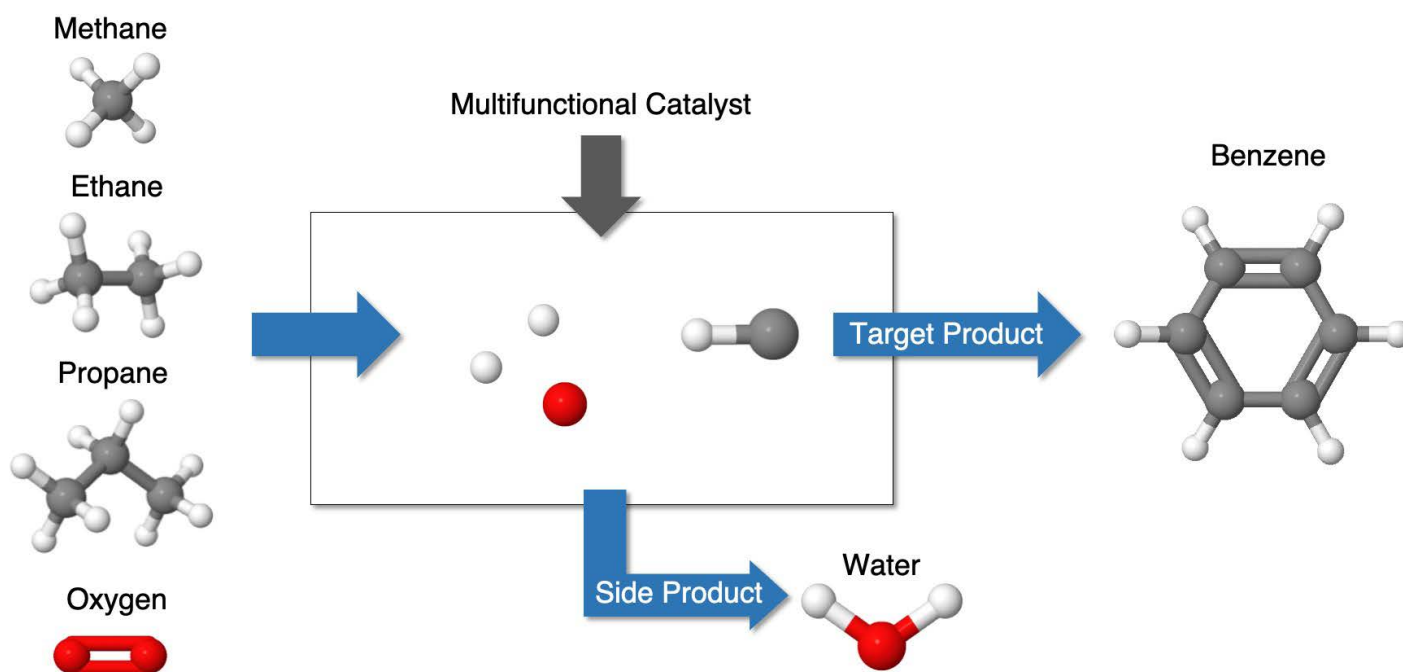 Methane
Ethane
Propane
Oxygen
Multifunctional Catalyst
Target Product
Benzene
Side Product
Water